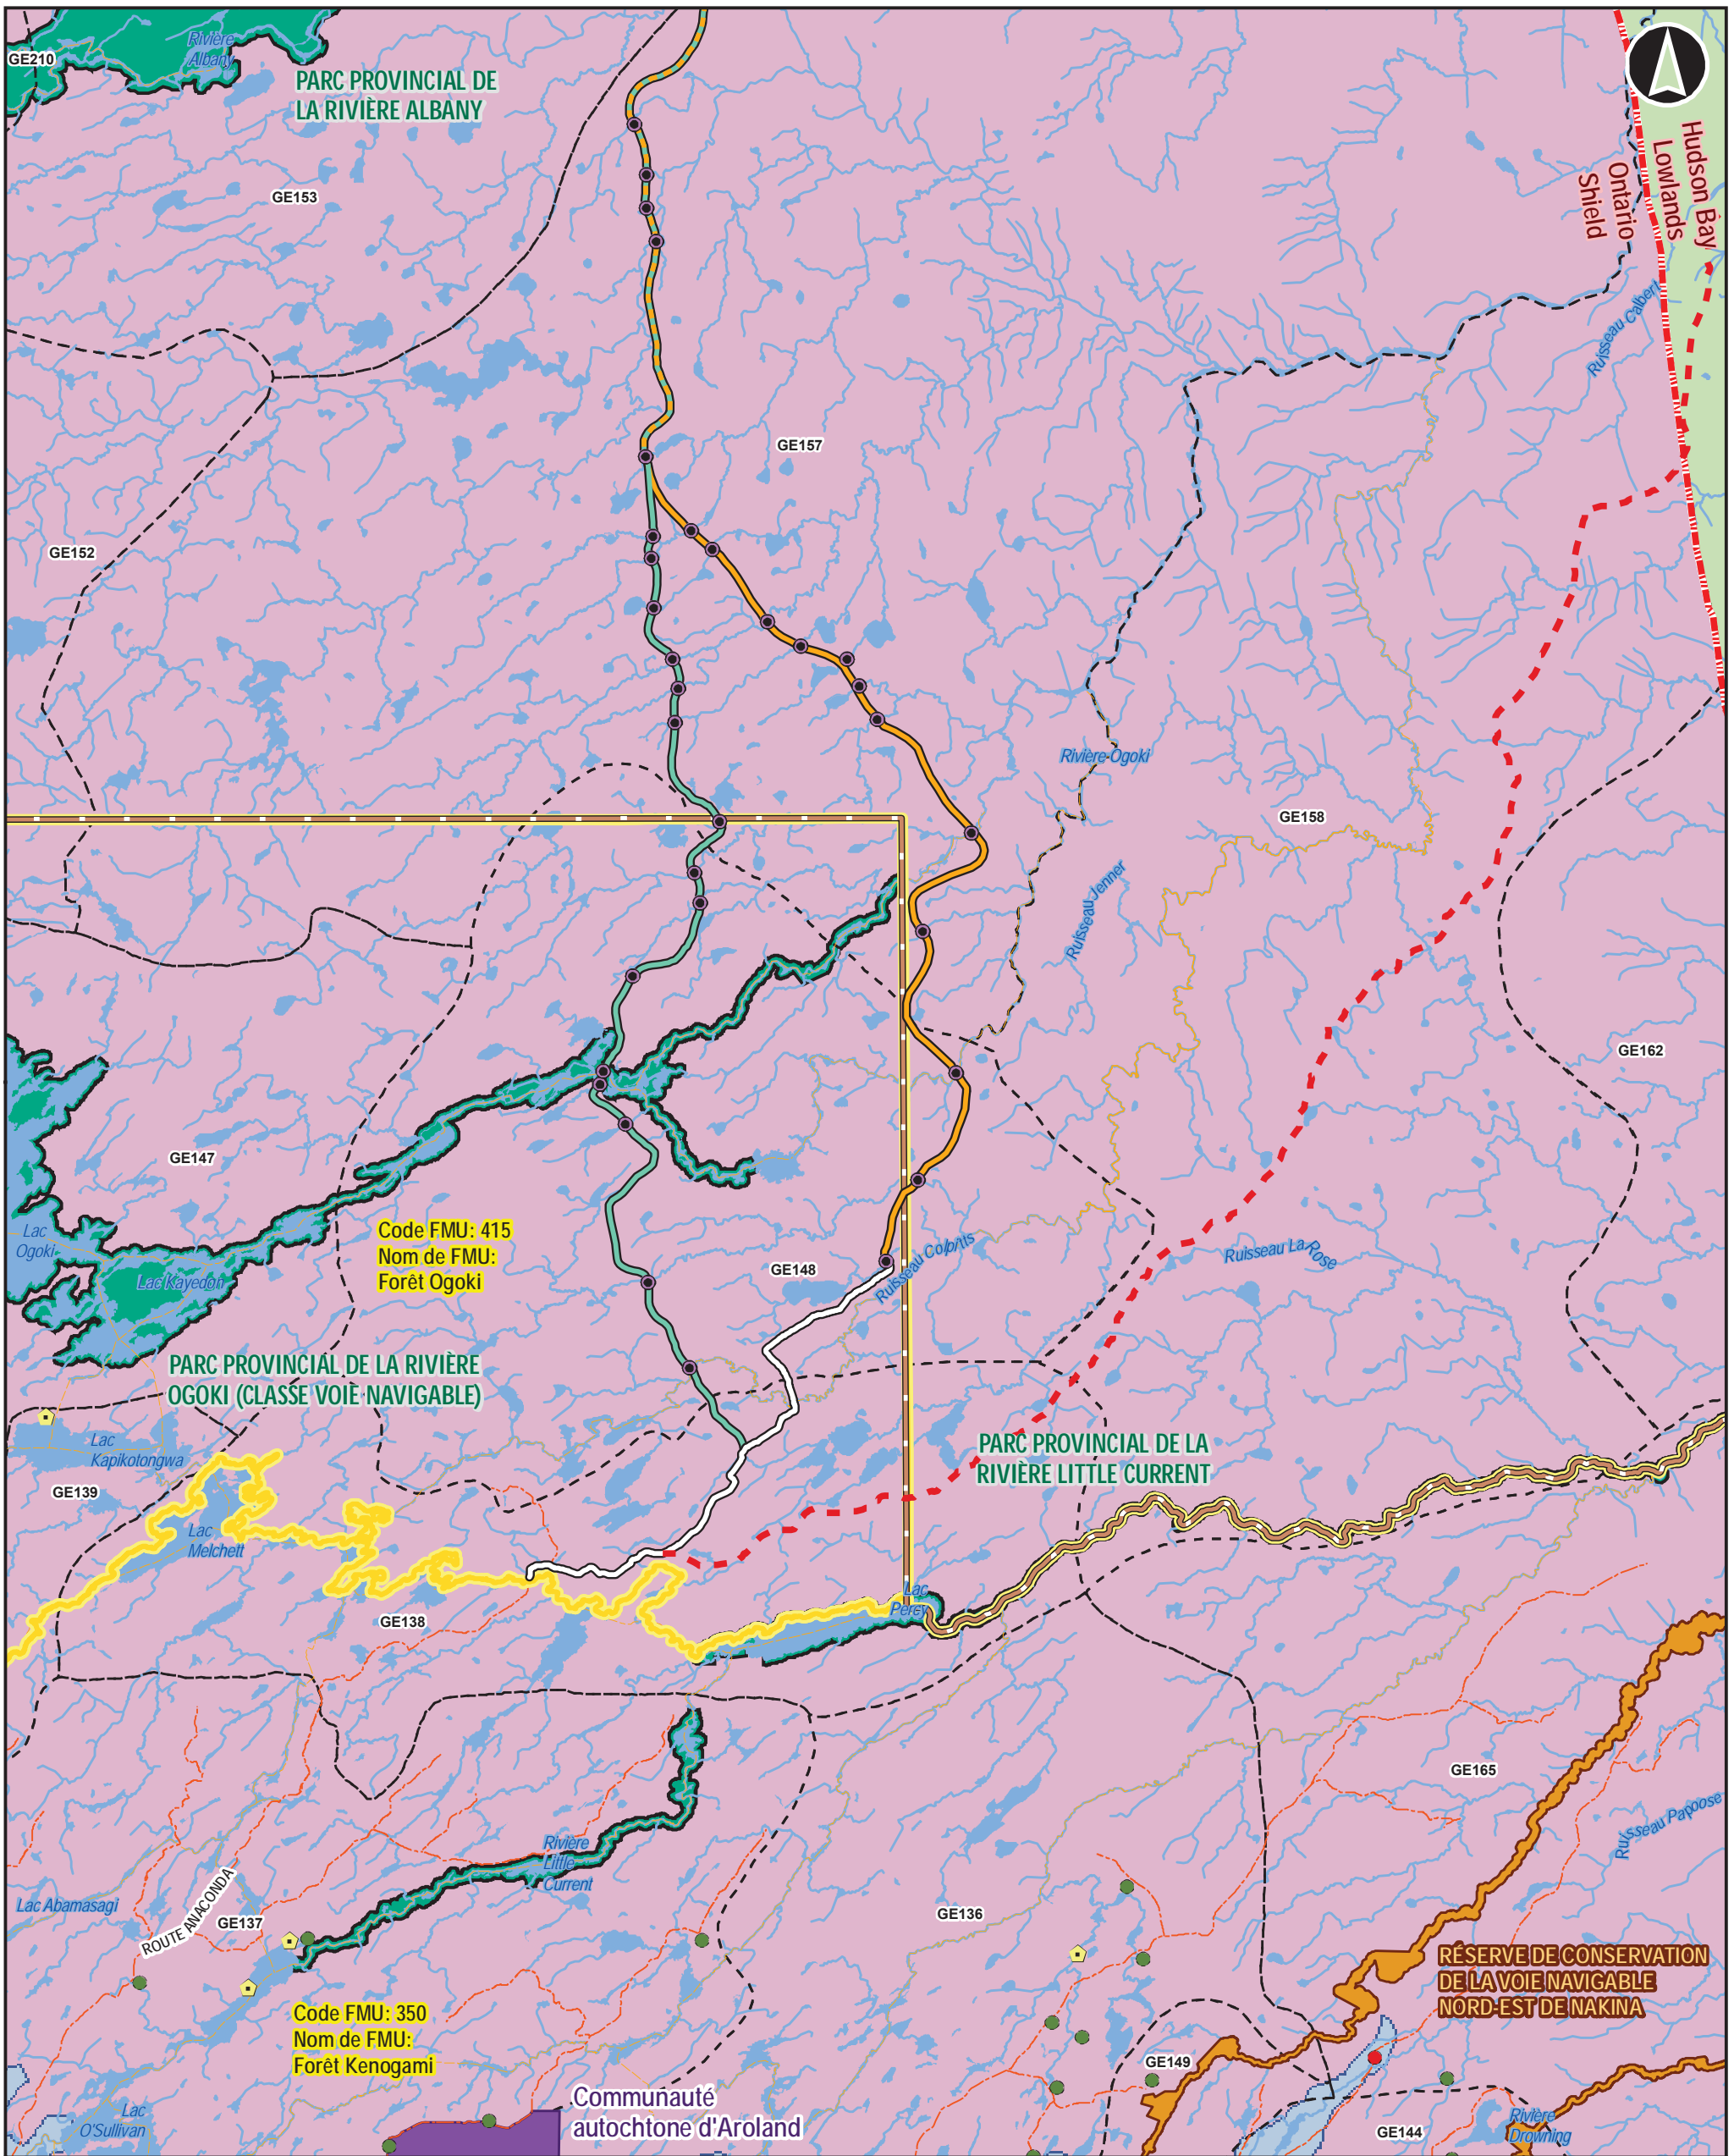 GE210
Rivière
Albany
PARC PROVINCIAL DE
LA RIVIÈRE ALBANY
GE153
Hudson Bay
Lowlands
Ontario
Shield
Ruisseau Calbert
GE157
GE152
Rivière Ogoki
GE158
Ruisseau Jenner
GE162
GE147
Lac
Ogoki
Lac Kayedon
Code FMU: 415
Nom de FMU:
Forêt Ogoki
GE148
Ruisseau Colpitts
Ruisseau La Rose
PARC PROVINCIAL DE LA RIVIÈRE
OGOKI (CLASSE VOIE NAVIGABLE)
Lac
Kapikotongwa
PARC PROVINCIAL DE LA
RIVIÈRE LITTLE CURRENT
GE139
Lac
Melchett
Lac
Percy
GE138
GE165
Ruisseau Papoose
Rivière
Little
Current
Lac Abamasagi
ROUTE ANACONDA
GE137
GE136
RÉSERVE DE CONSERVATION
DE LA VOIE NAVIGABLE
NORD-EST DE NAKINA
Code FMU: 350
Nom de FMU:
Forêt Kenogami
GE149
Communauté
autochtone d'Aroland
Lac
O'Sullivan
GE144
Rivière
Drowning